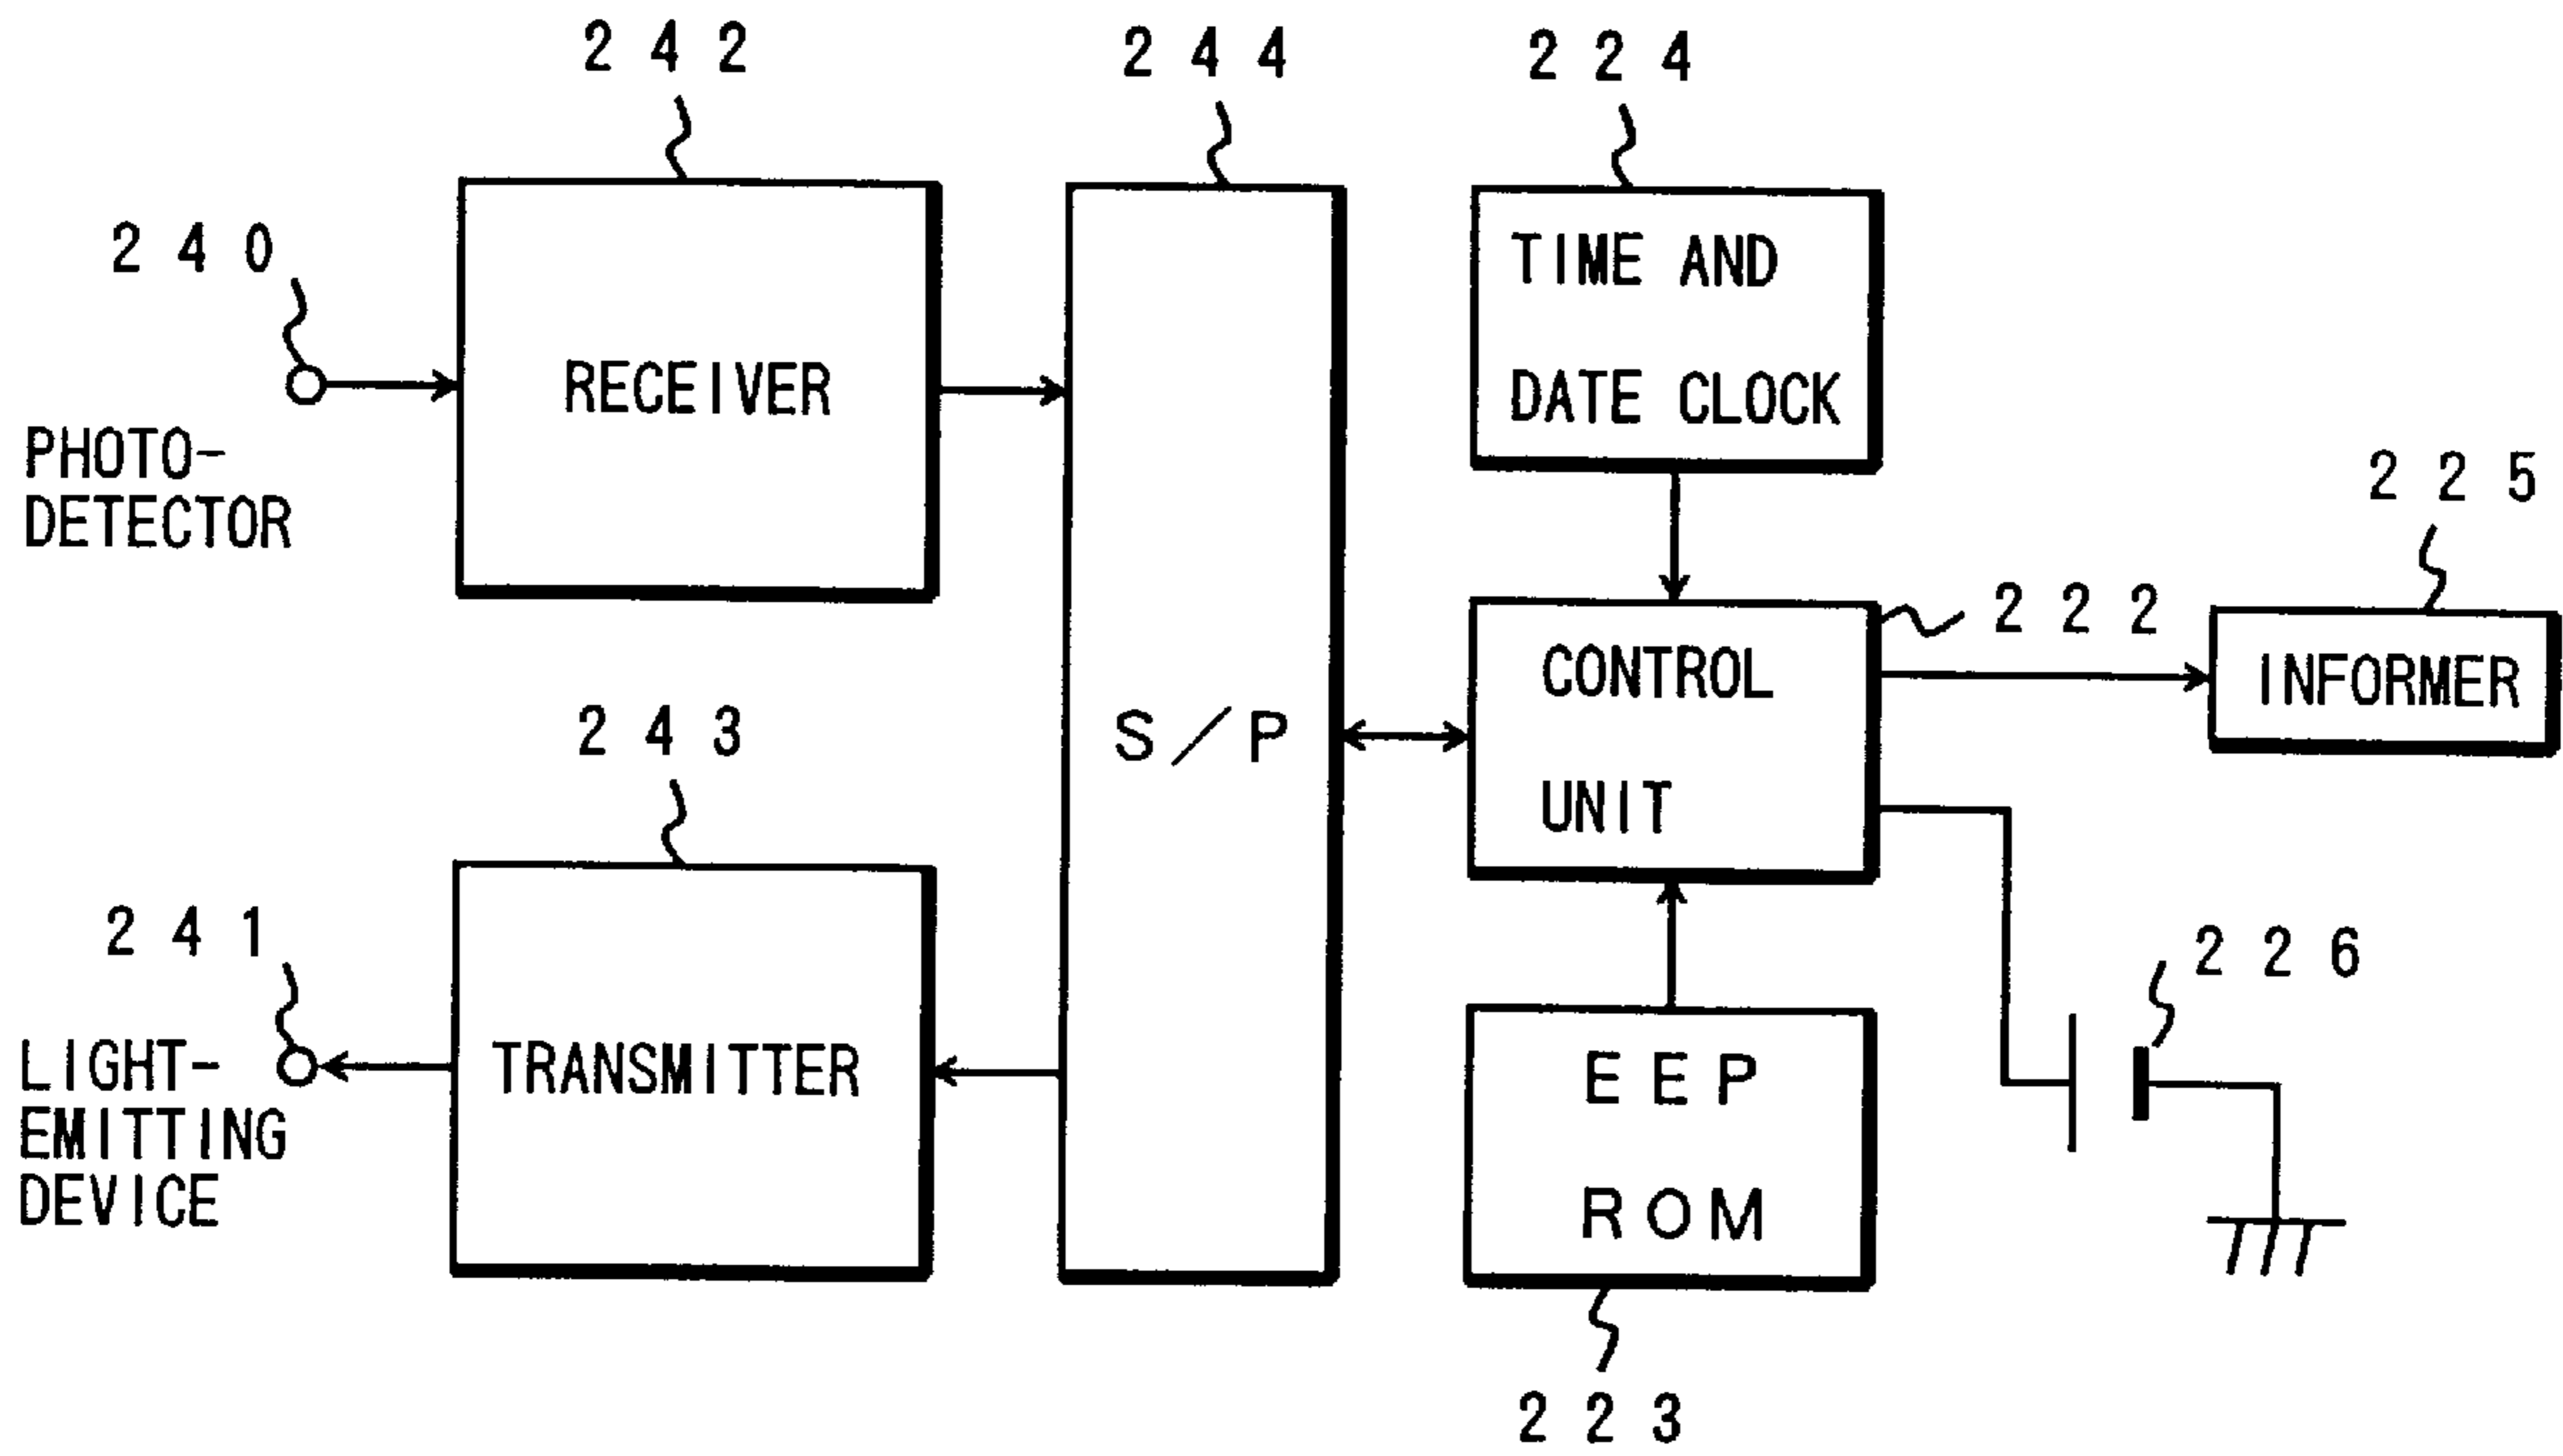 242
244
224
240
RECEIVER
TIME AND
DATE CLOCK
PHOTO-
DETECTOR
225
222
CONTROL
UNIT
INFORMER
S/P
243
241
TRANSMITTER
LIGHT-
EMITTING
DEVICE
226
EEP
ROM
223